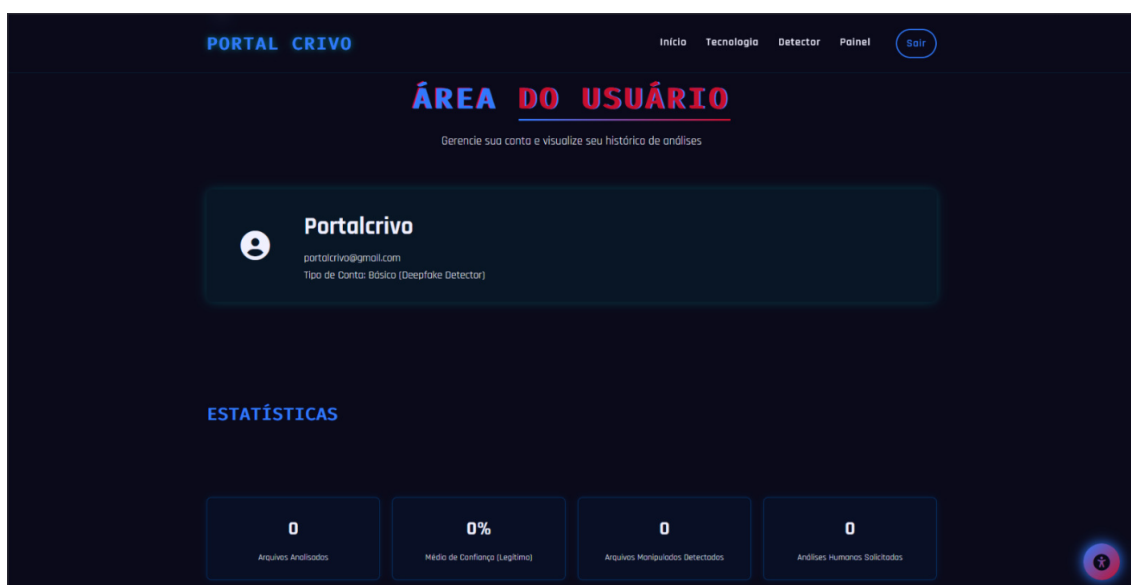 PORTAL CRIVO
Início Tecnologia Detector Painel Sair
ÁREA DO USUÁRIO
Gerencie sua conta e visualize seu histórico de análises
Portalcrivo
portalcrivo@gmail.com
Tipo de Conta: Básico (Deepfake Detector)
ESTATÍSTICAS
0 0% 0 0
Arquivos Analisados Média de Confiança (Legítimo) Arquivos Manipulados Detectados Análises Humanas Solicitadas